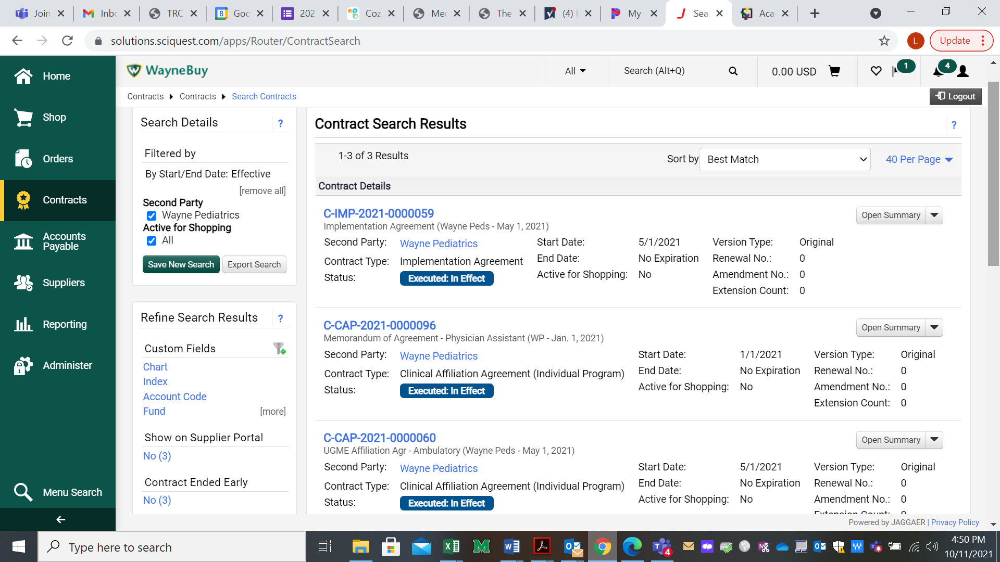 Join
Inbo
TRC
Goo
202
Coz
Mec
The
(4)
My
Sea
Aca
solutions.sciquest.com/apps/Router/ContractSearch
L
Update
Home
Shop
Orders
Contracts
Accounts
Payable
Suppliers
Reporting
Administer
Menu Search
WayneBuy
All
Search (Alt+Q)
0.00 USD
1
4
Contracts
Contracts
Search Contracts
Logout
Search Details
?
Filtered by
By Start/End Date: Effective
[remove all]
Second Party
Wayne Pediatrics
Active for Shopping
All
Save New Search
Export Search
Refine Search Results
?
Custom Fields
Chart
Index
Account Code
Fund
[more]
Show on Supplier Portal
No (3)
Contract Ended Early
No (3)
Contract Search Results
?
1-3 of 3 Results
Sort by
Best Match
40 Per Page
Contract Details
C-IMP-2021-0000059
Open Summary
Implementation Agreement (Wayne Peds - May 1, 2021)
Second Party: Wayne Pediatrics
Contract Type: Implementation Agreement
Status: Executed: In Effect
Start Date: 5/1/2021
End Date: No Expiration
Active for Shopping: No
Version Type: Original
Renewal No.: 0
Amendment No.: 0
Extension Count: 0
C-CAP-2021-0000096
Open Summary
Memorandum of Agreement - Physician Assistant (WP - Jan. 1, 2021)
Second Party: Wayne Pediatrics
Contract Type: Clinical Affiliation Agreement (Individual Program)
Status: Executed: In Effect
Start Date: 1/1/2021
End Date: No Expiration
Active for Shopping: No
Version Type: Original
Renewal No.: 0
Amendment No.: 0
Extension Count: 0
C-CAP-2021-0000060
Open Summary
UGME Affiliation Agr - Ambulatory (Wayne Peds - May 1, 2021)
Second Party: Wayne Pediatrics
Contract Type: Clinical Affiliation Agreement (Individual Program)
Status: Executed: In Effect
Start Date: 5/1/2021
End Date: No Expiration
Active for Shopping: No
Version Type: Original
Renewal No.: 0
Amendment No.: 0
Extension Count: 0
Powered by JAGGAER | Privacy Policy
Type here to search
4
4:50 PM
10/11/2021